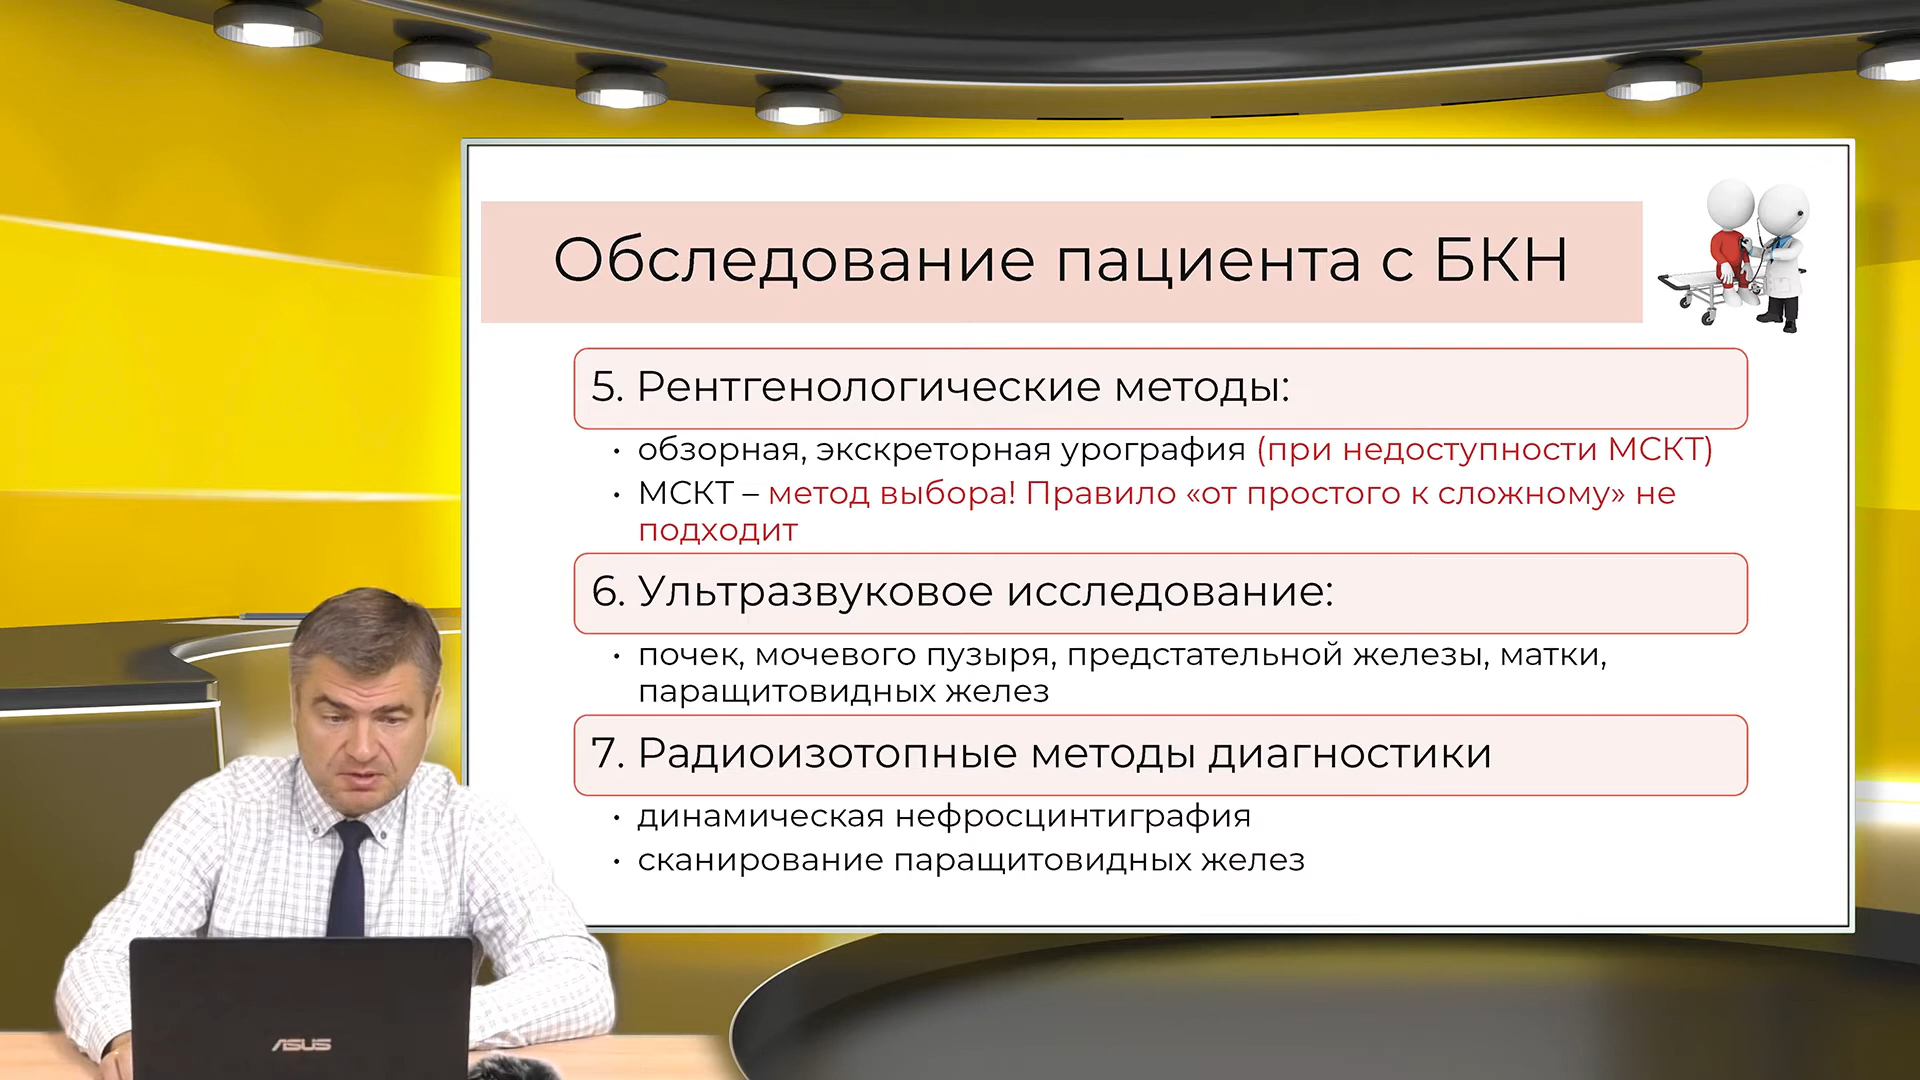 Обследование пациента с БКН
5. Рентгенологические методы:
• обзорная, экскреторная урография (при недоступности МСКТ)
• МСКТ – метод выбора! Правило «от простого к сложному» не
подходит
6. Ультразвуковое исследование:
• почек, мочевого пузыря, предстательной железы, матки,
паращитовидных желез
7. Радиоизотопные методы диагностики
• динамическая нефросцинтиграфия
• сканирование паращитовидных желез
ASUS